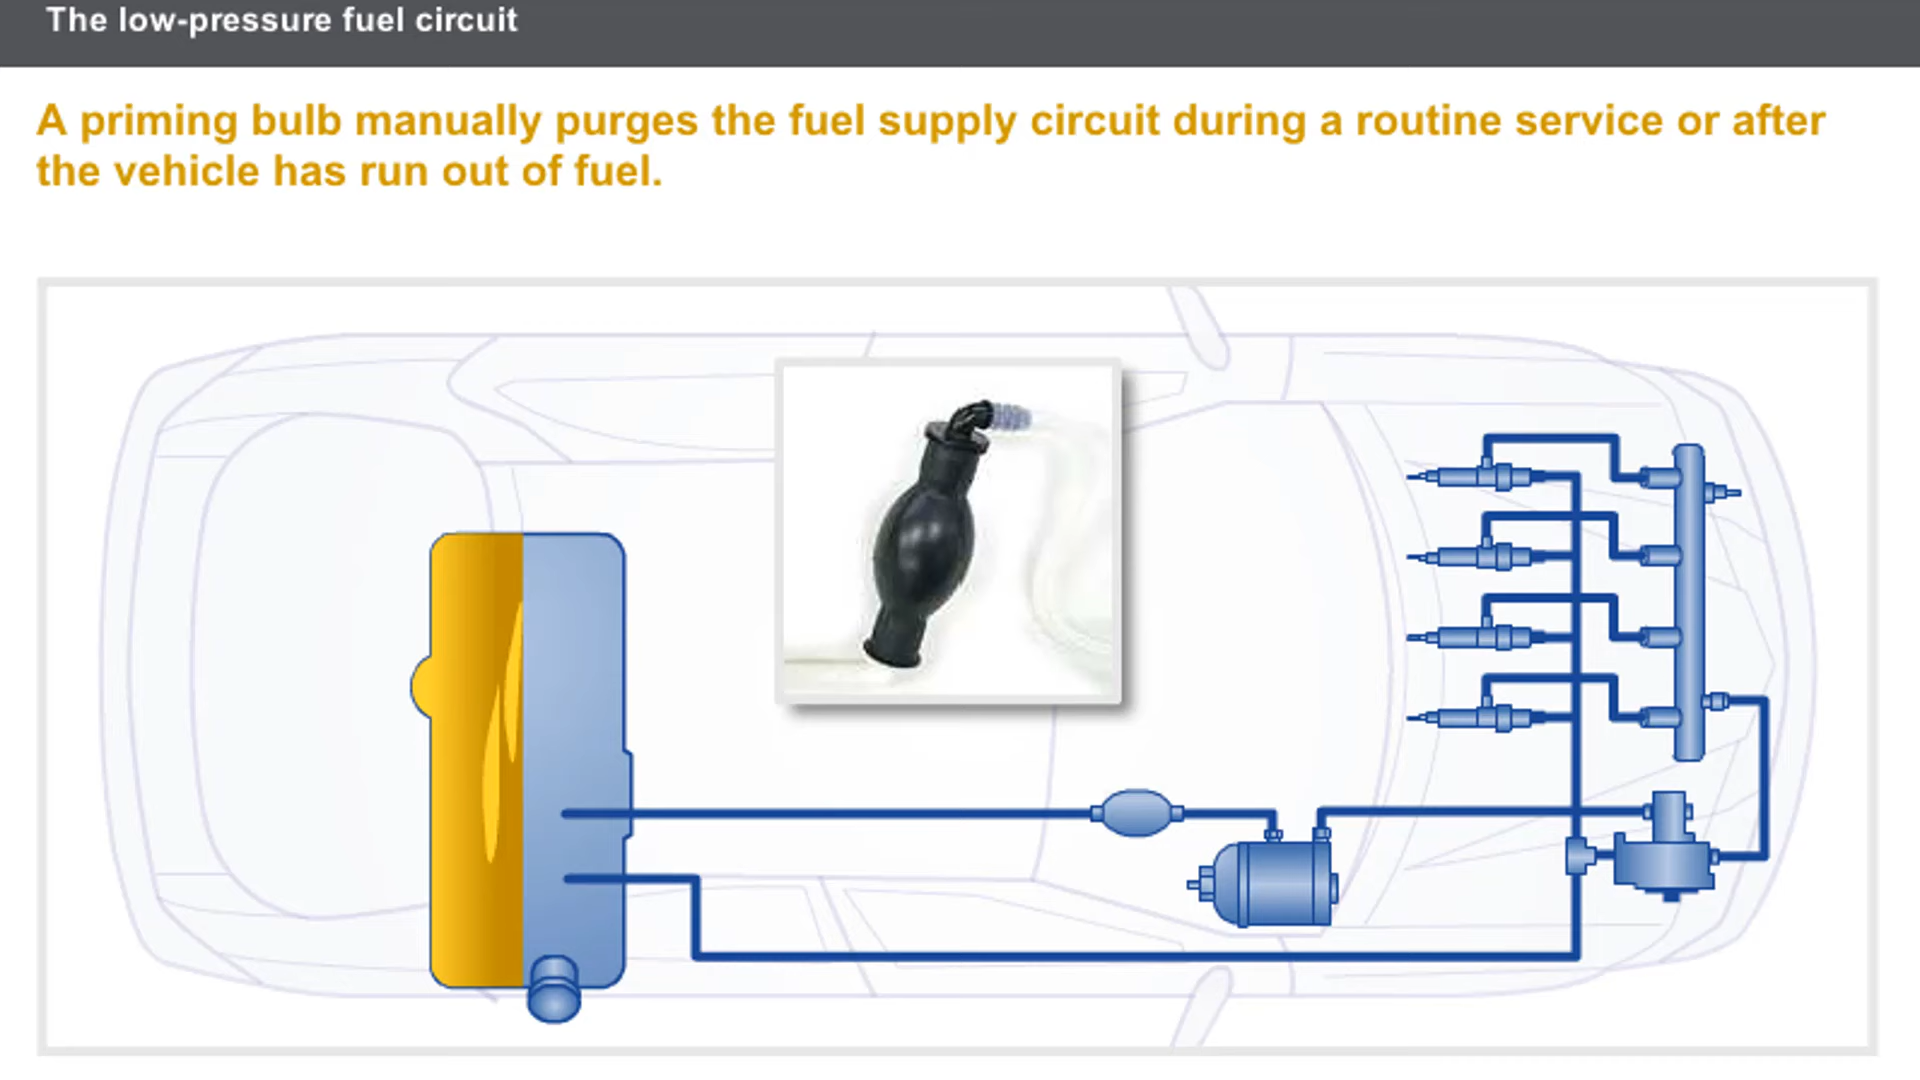 The low-pressure fuel circuit
A priming bulb manually purges the fuel supply circuit during a routine service or after
the vehicle has run out of fuel.